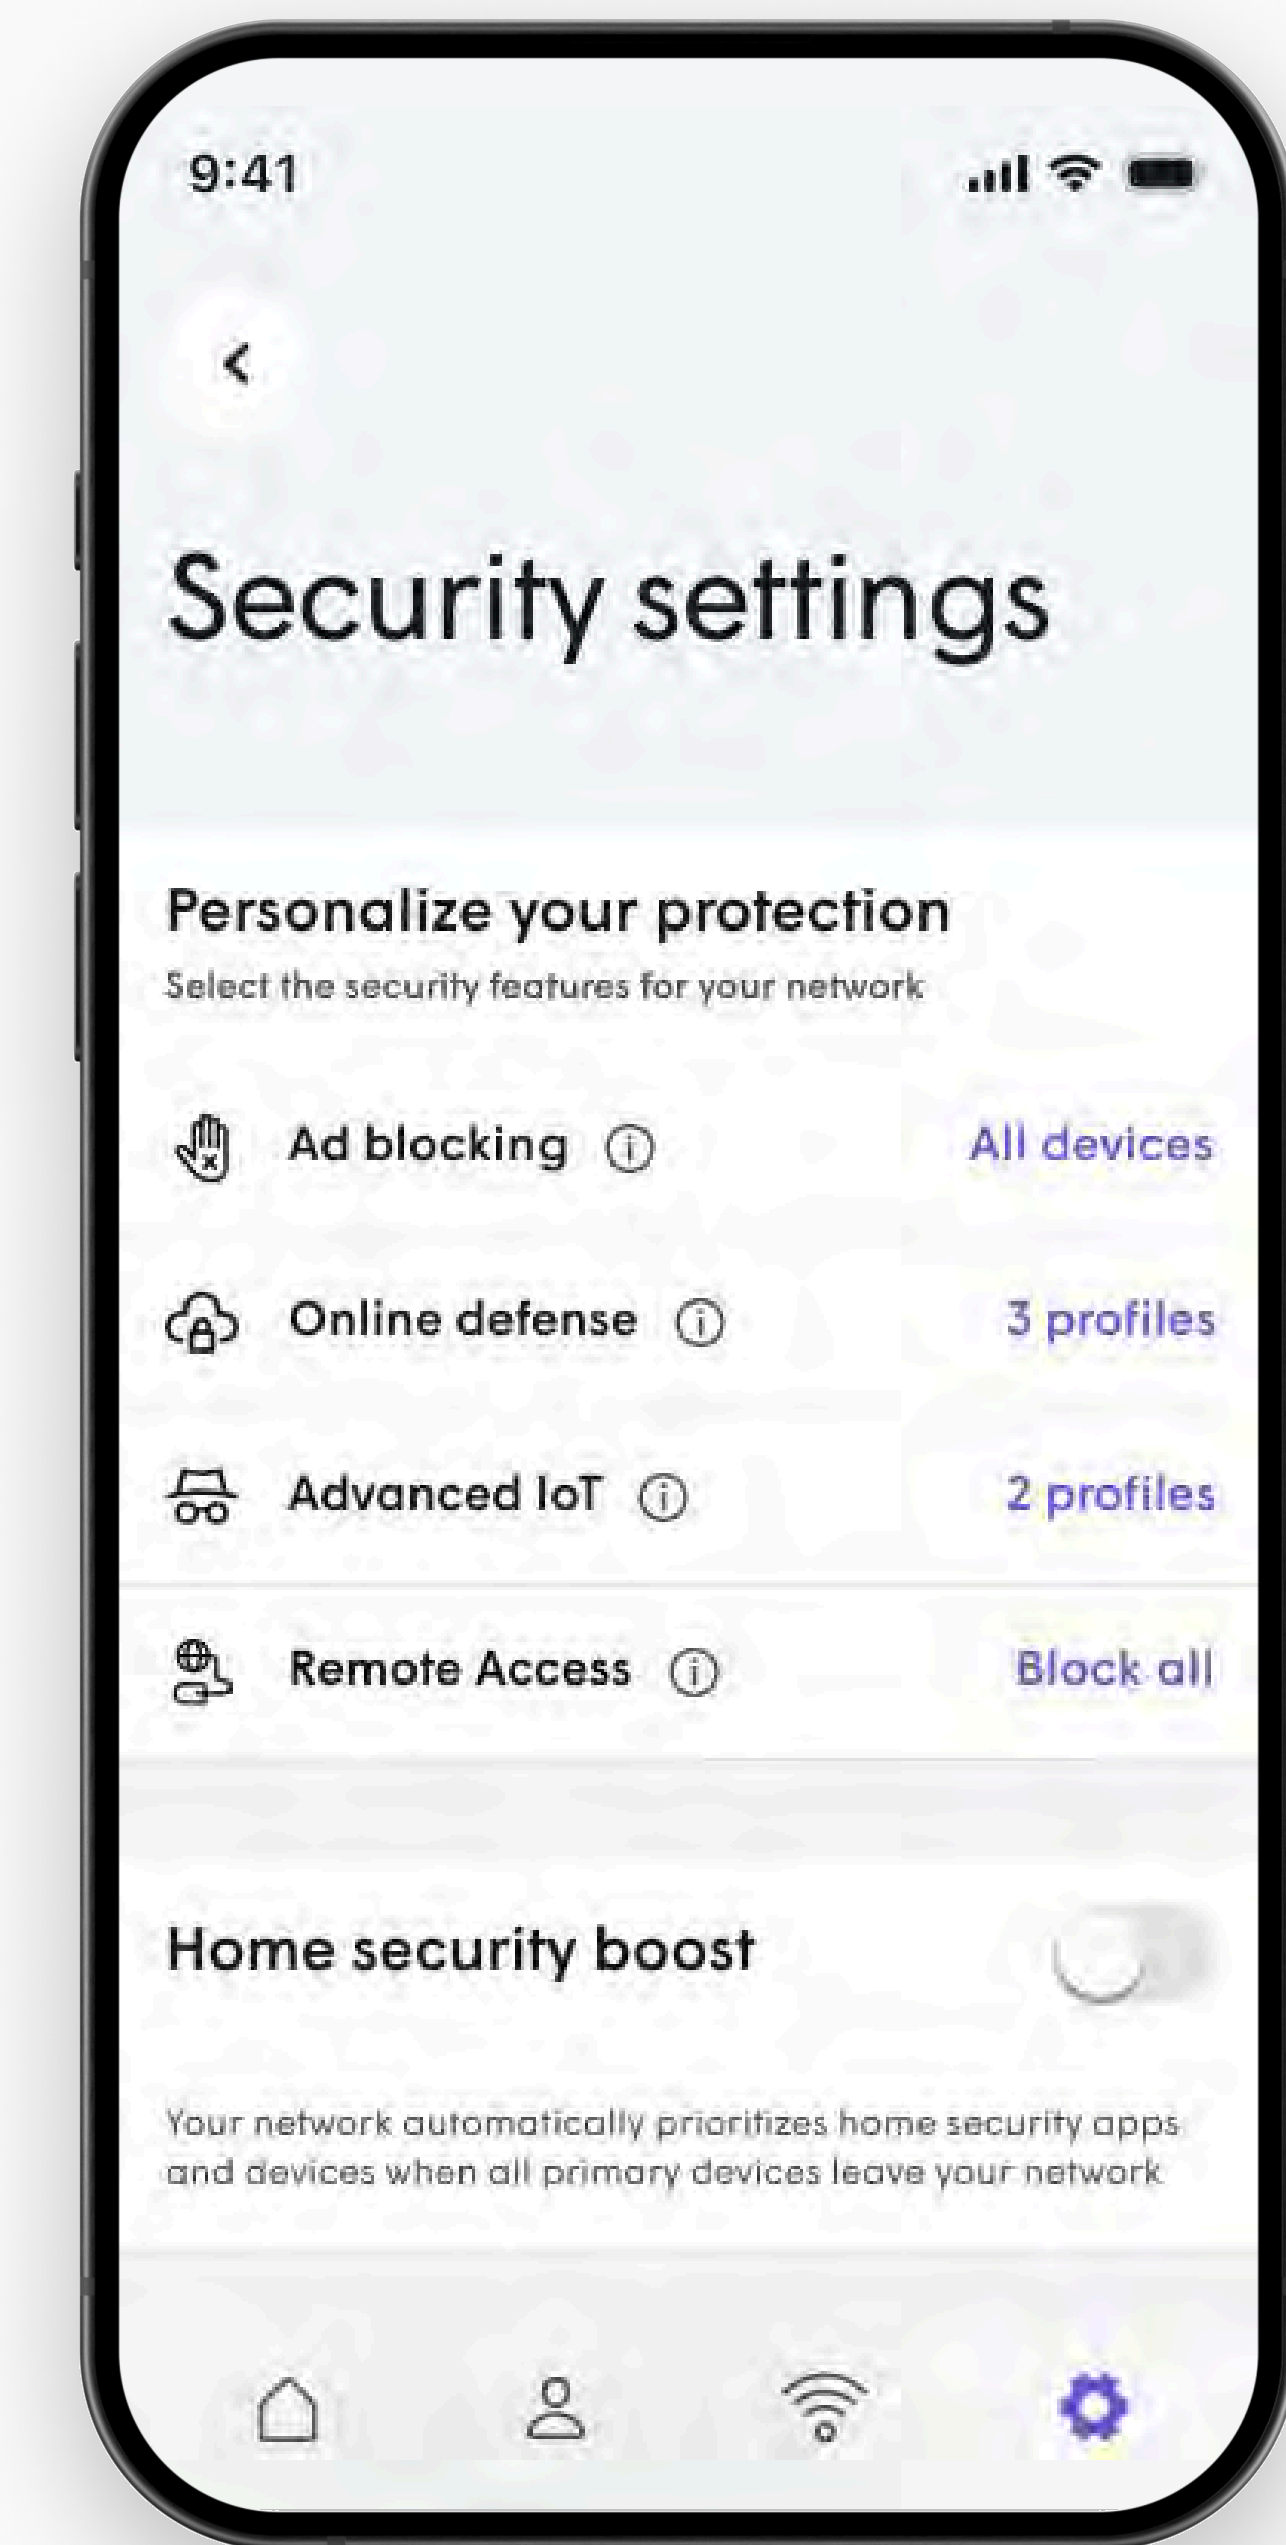 9:41
Security settings
Personalize your protection
Select the security features for your network
Ad blocking
All devices
Online defense
3 profiles
Advanced IoT
2 profiles
Remote Access
Block all
Home security boost
Your network automatically prioritizes home security apps
and devices when all primary devices leave your network